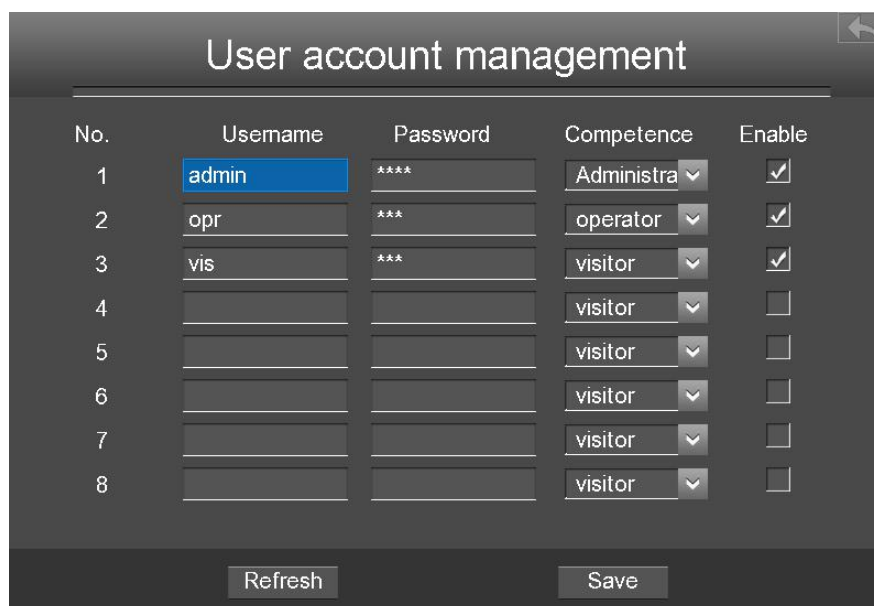 User account management
No. Username Password Competence Enable
1 admin **** Administra
2 opr *** operator
3 vis *** visitor
4 visitor
5 visitor
6 visitor
7 visitor
8 visitor
Refresh Save